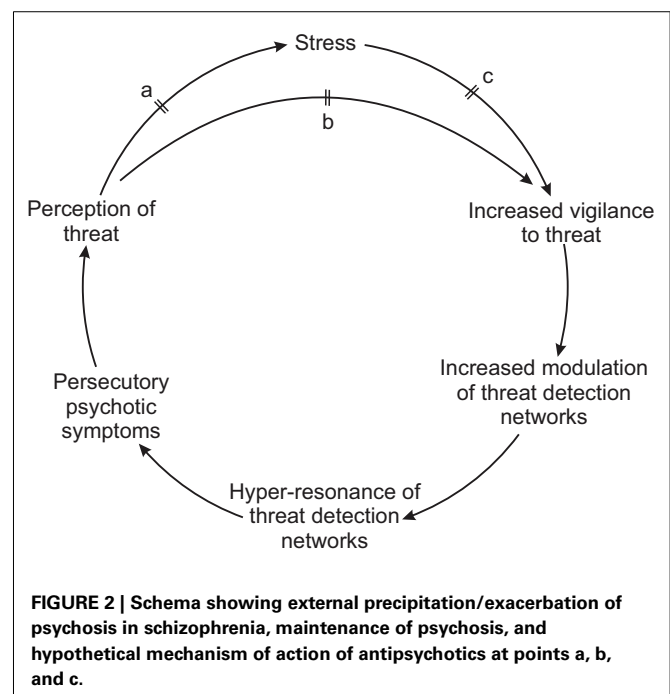 Stress
a
c
b
Perception of
threat
Increased vigilance
to threat
Persecutory
psychotic
symptoms
Increased modulation
of threat detection
networks
Hyper-resonance of
threat detection
networks
FIGURE 2 | Schema showing external precipitation/exacerbation of
psychosis in schizophrenia, maintenance of psychosis, and
hypothetical mechanism of action of antipsychotics at points a, b,
and c.